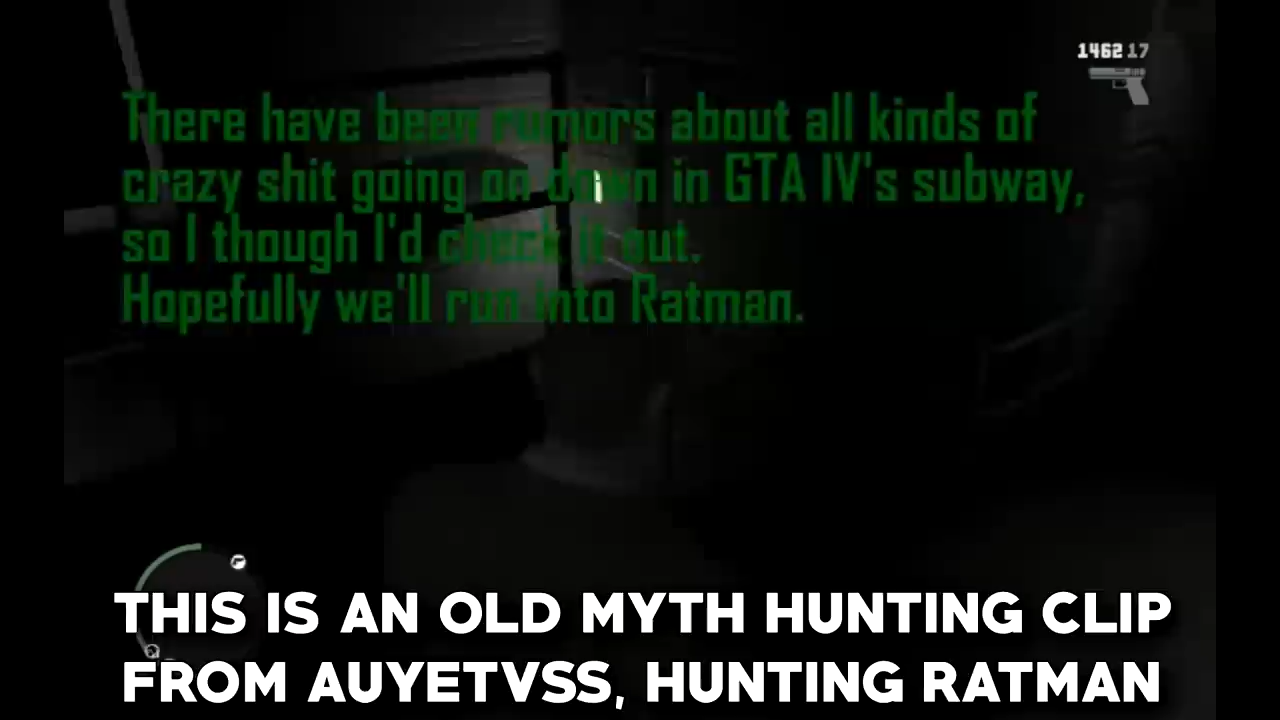 1462 17
There have been rumors about all kinds of
crazy shit going on down in GTA IV's subway,
so I though I'd check it out.
Hopefully we'll run into Ratman.
THIS IS AN OLD MYTH HUNTING CLIP
FROM AUYETVSS, HUNTING RATMAN